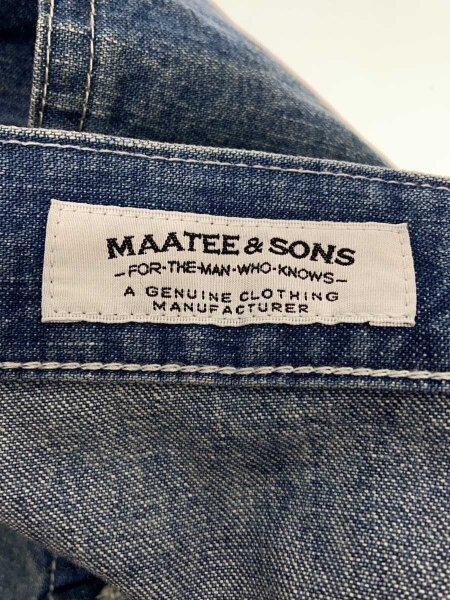 MAATEE & SONS
-FOR·THE·MAN·WHO·KNOWS-
A GENUINE CLOTHING
MANUFACTURER